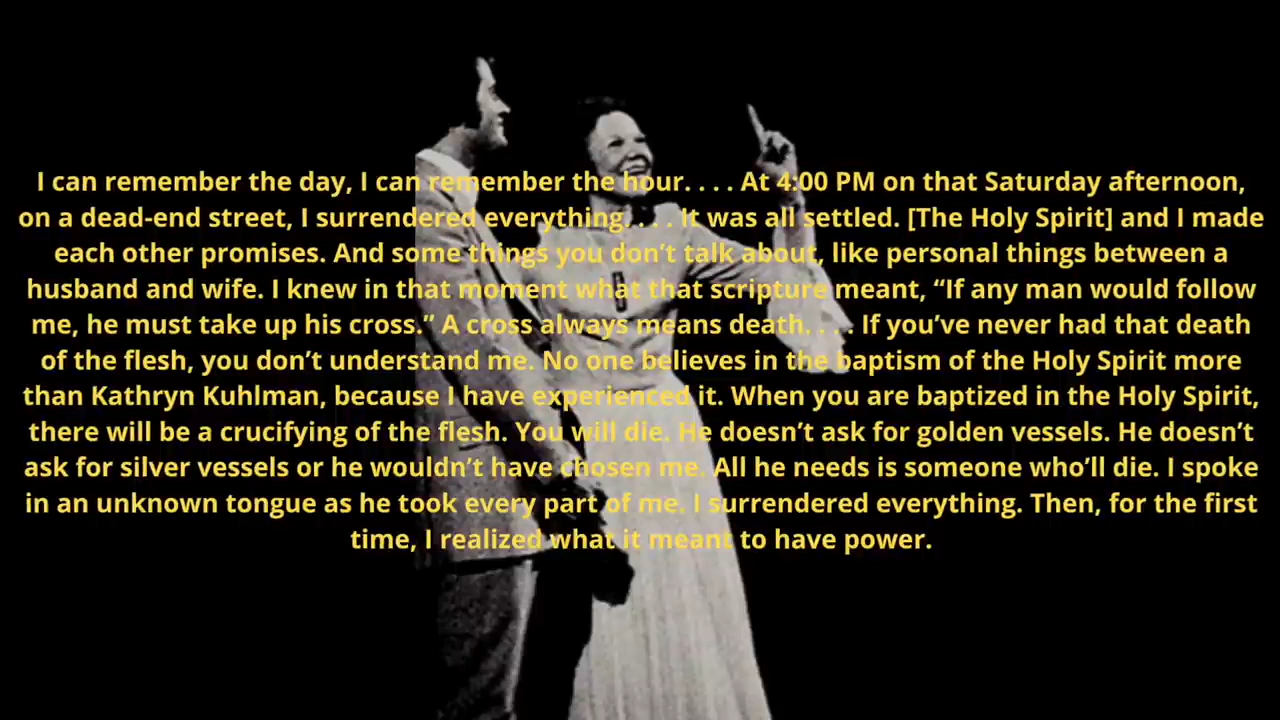 I can remember the day, I can remember the hour. . . . At 4:00 PM on that Saturday afternoon,
on a dead-end street, I surrendered everything. . . . It was all settled. [The Holy Spirit] and I made
each other promises. And some things you don’t talk about, like personal things between a
husband and wife. I knew in that moment what that scripture meant, “If any man would follow
me, he must take up his cross.” A cross always means death. . . . If you’ve never had that death
of the flesh, you don’t understand me. No one believes in the baptism of the Holy Spirit more
than Kathryn Kuhlman, because I have experienced it. When you are baptized in the Holy Spirit,
there will be a crucifying of the flesh. You will die. He doesn’t ask for golden vessels. He doesn’t
ask for silver vessels or he wouldn’t have chosen me. All he needs is someone who’ll die. I spoke
in an unknown tongue as he took every part of me. I surrendered everything. Then, for the first
time, I realized what it meant to have power.